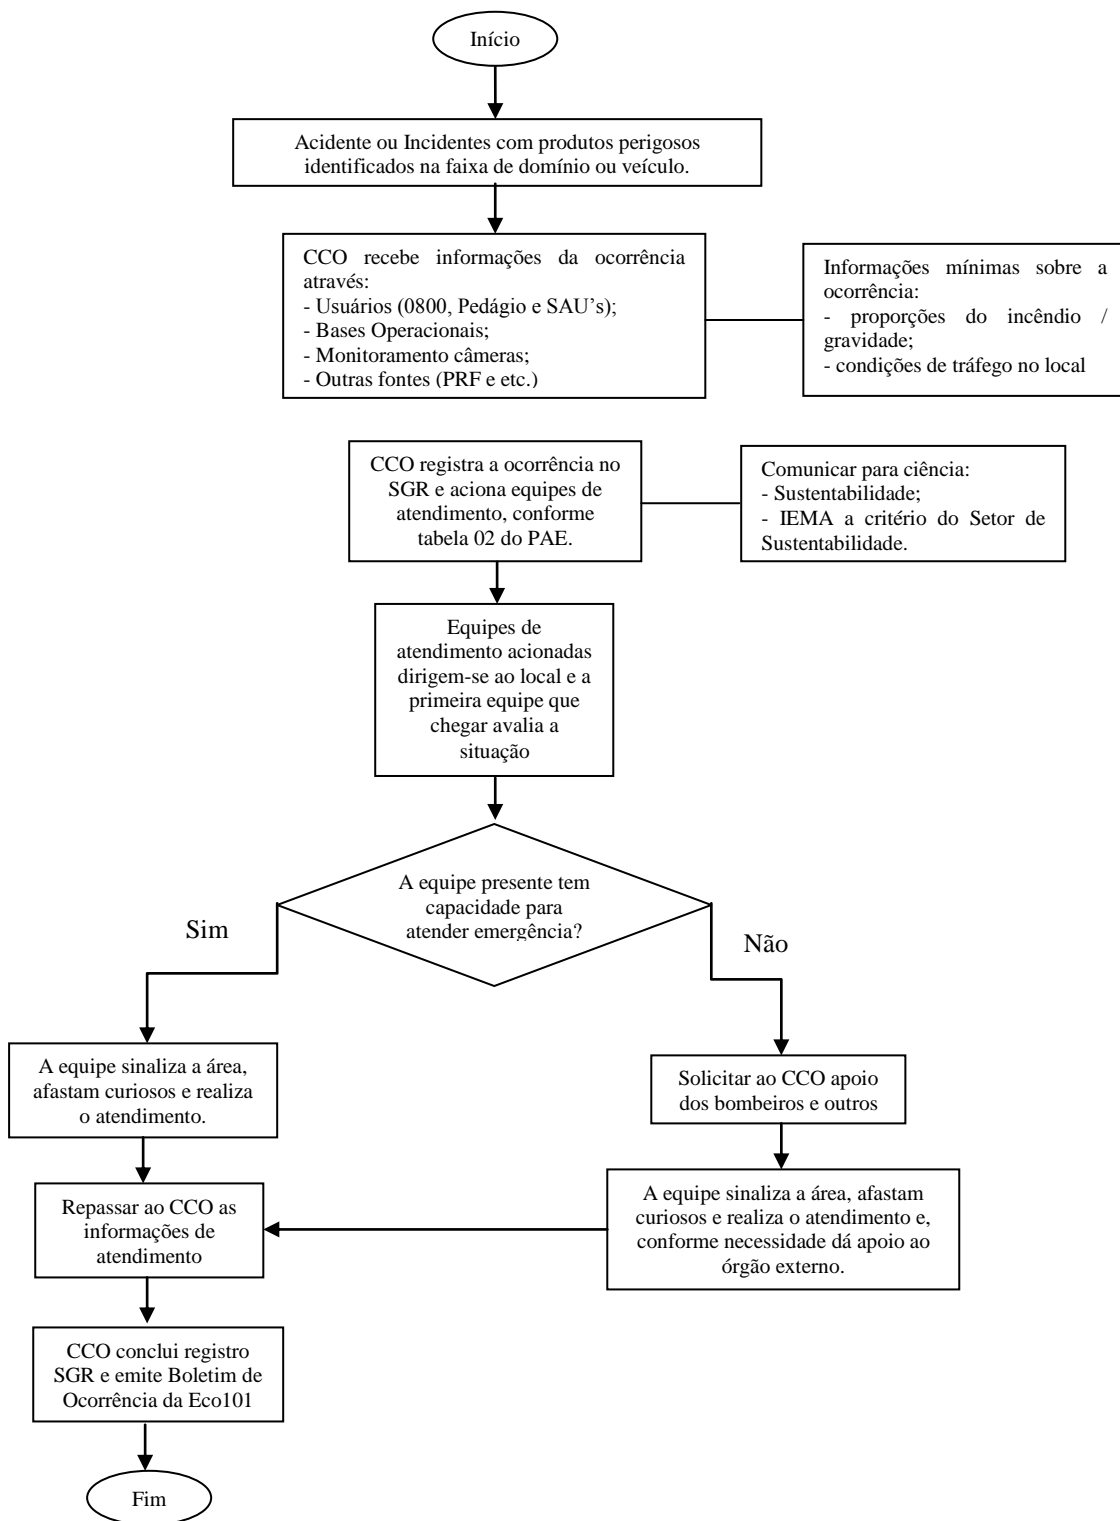 Início
Acidente ou Incidentes com produtos perigosos
identificados na faixa de domínio ou veículo.
CCO recebe informações da ocorrência
através:
- Usuários (0800, Pedágio e SAU's);
- Bases Operacionais;
- Monitoramento câmeras;
- Outras fontes (PRF e etc.)
Informações mínimas sobre a
ocorrência:
- proporções do incêndio /
gravidade;
- condições de tráfego no local
CCO registra a ocorrência no
SGR e aciona equipes de
atendimento, conforme
tabela 02 do PAE.
Comunicar para ciência:
- Sustentabilidade;
- IEMA a critério do Setor de
Sustentabilidade.
Equipes de
atendimento acionadas
dirigem-se ao local e a
primeira equipe que
chegar avalia a
situação
A equipe presente tem
capacidade para
atender emergência?
Sim
Não
A equipe sinaliza a área,
afastam curiosos e realiza
o atendimento.
Solicitar ao CCO apoio
dos bombeiros e outros
Repassar ao CCO as
informações de
atendimento
A equipe sinaliza a área, afastam
curiosos e realiza o atendimento e,
conforme necessidade dá apoio ao
órgão externo.
CCO conclui registro
SGR e emite Boletim de
Ocorrência da Eco101
Fim